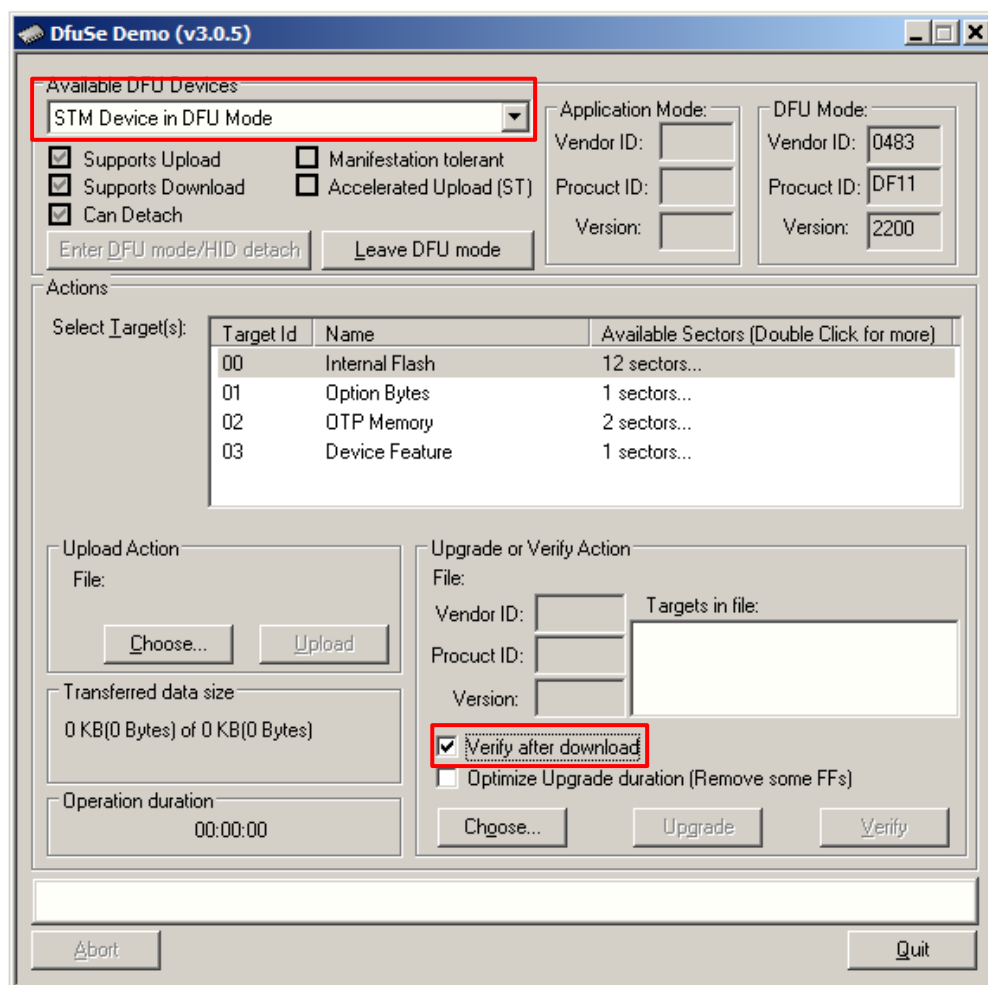 DfuSe Demo (v3.0.5)
Available DFU Devices
STM Device in DFU Mode
Supports Upload
Manifestation tolerant
Supports Download
Accelerated Upload (ST)
Can Detach
Enter DFU mode/HID detach
Leave DFU mode
Application Mode:
Vendor ID:
Procuct ID:
Version:
DFU Mode:
Vendor ID: 0483
Procuct ID: DF11
Version: 2200
Actions
Select Target(s):
Target Id Name Available Sectors (Double Click for more)
00 Internal Flash 12 sectors...
01 Option Bytes 1 sectors...
02 OTP Memory 2 sectors...
03 Device Feature 1 sectors...
Upload Action
File:
Choose... Upload
Transferred data size
0 KB(0 Bytes) of 0 KB(0 Bytes)
Operation duration
00:00:00
Upgrade or Verify Action
File:
Vendor ID:
Procuct ID:
Version:
Targets in file:
Verify after download
Optimize Upgrade duration (Remove some FFs)
Choose... Upgrade Verify
Abort Quit